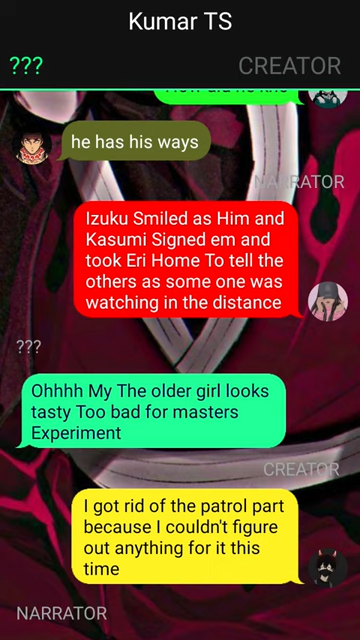 Kumar TS
???
CREATOR
he has his ways
NARRATOR
Izuku Smiled as Him and
Kasumi Signed em and
took Eri Home To tell the
others as some one was
watching in the distance
???
Ohhhh My The older girl looks
tasty Too bad for masters
Experiment
CREATOR
I got rid of the patrol part
because I couldn't figure
out anything for it this
time
NARRATOR